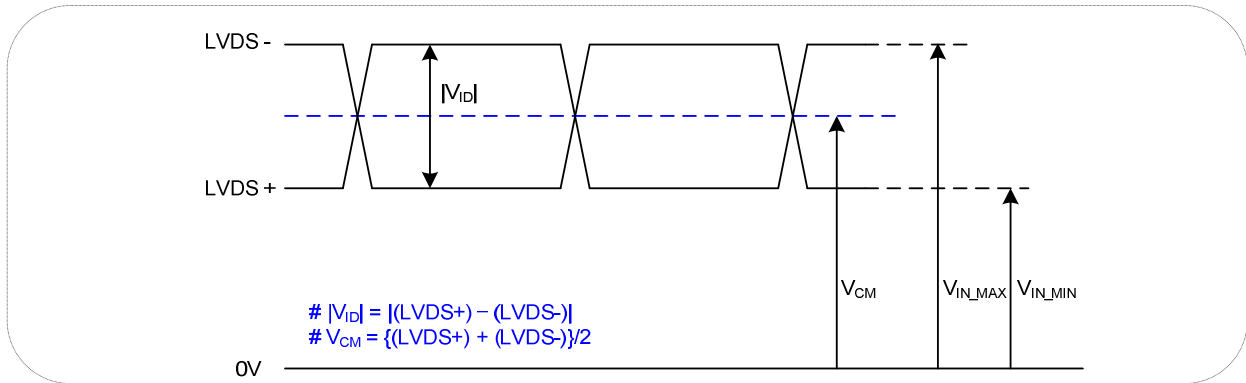 LVDS -
|VID|
LVDS +
VCM
VIN_MAX
VIN_MIN
# |VID| = |(LVDS+) – (LVDS-)|
# VCM = {(LVDS+) + (LVDS-)}/2
0V